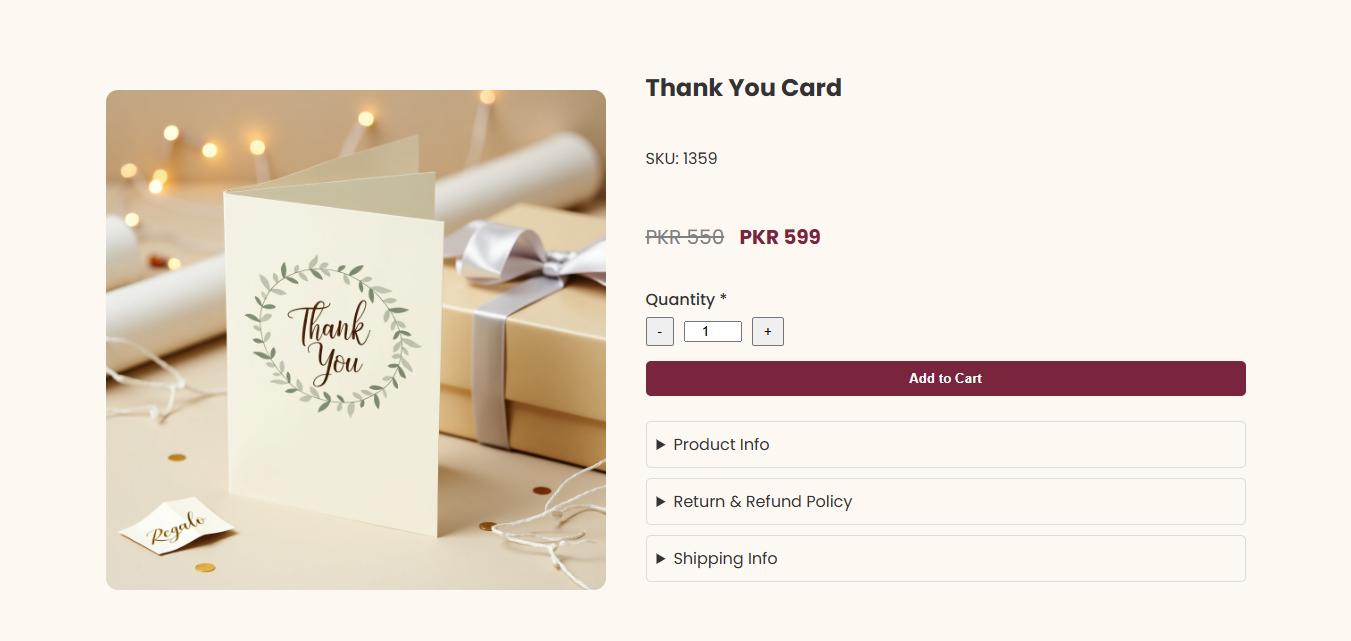 Thank You Card
SKU: 1359
PKR 550 PKR 599
Quantity *
- 1 +
Add to Cart
Product Info
Return & Refund Policy
Shipping Info
Thank
You
Regalo